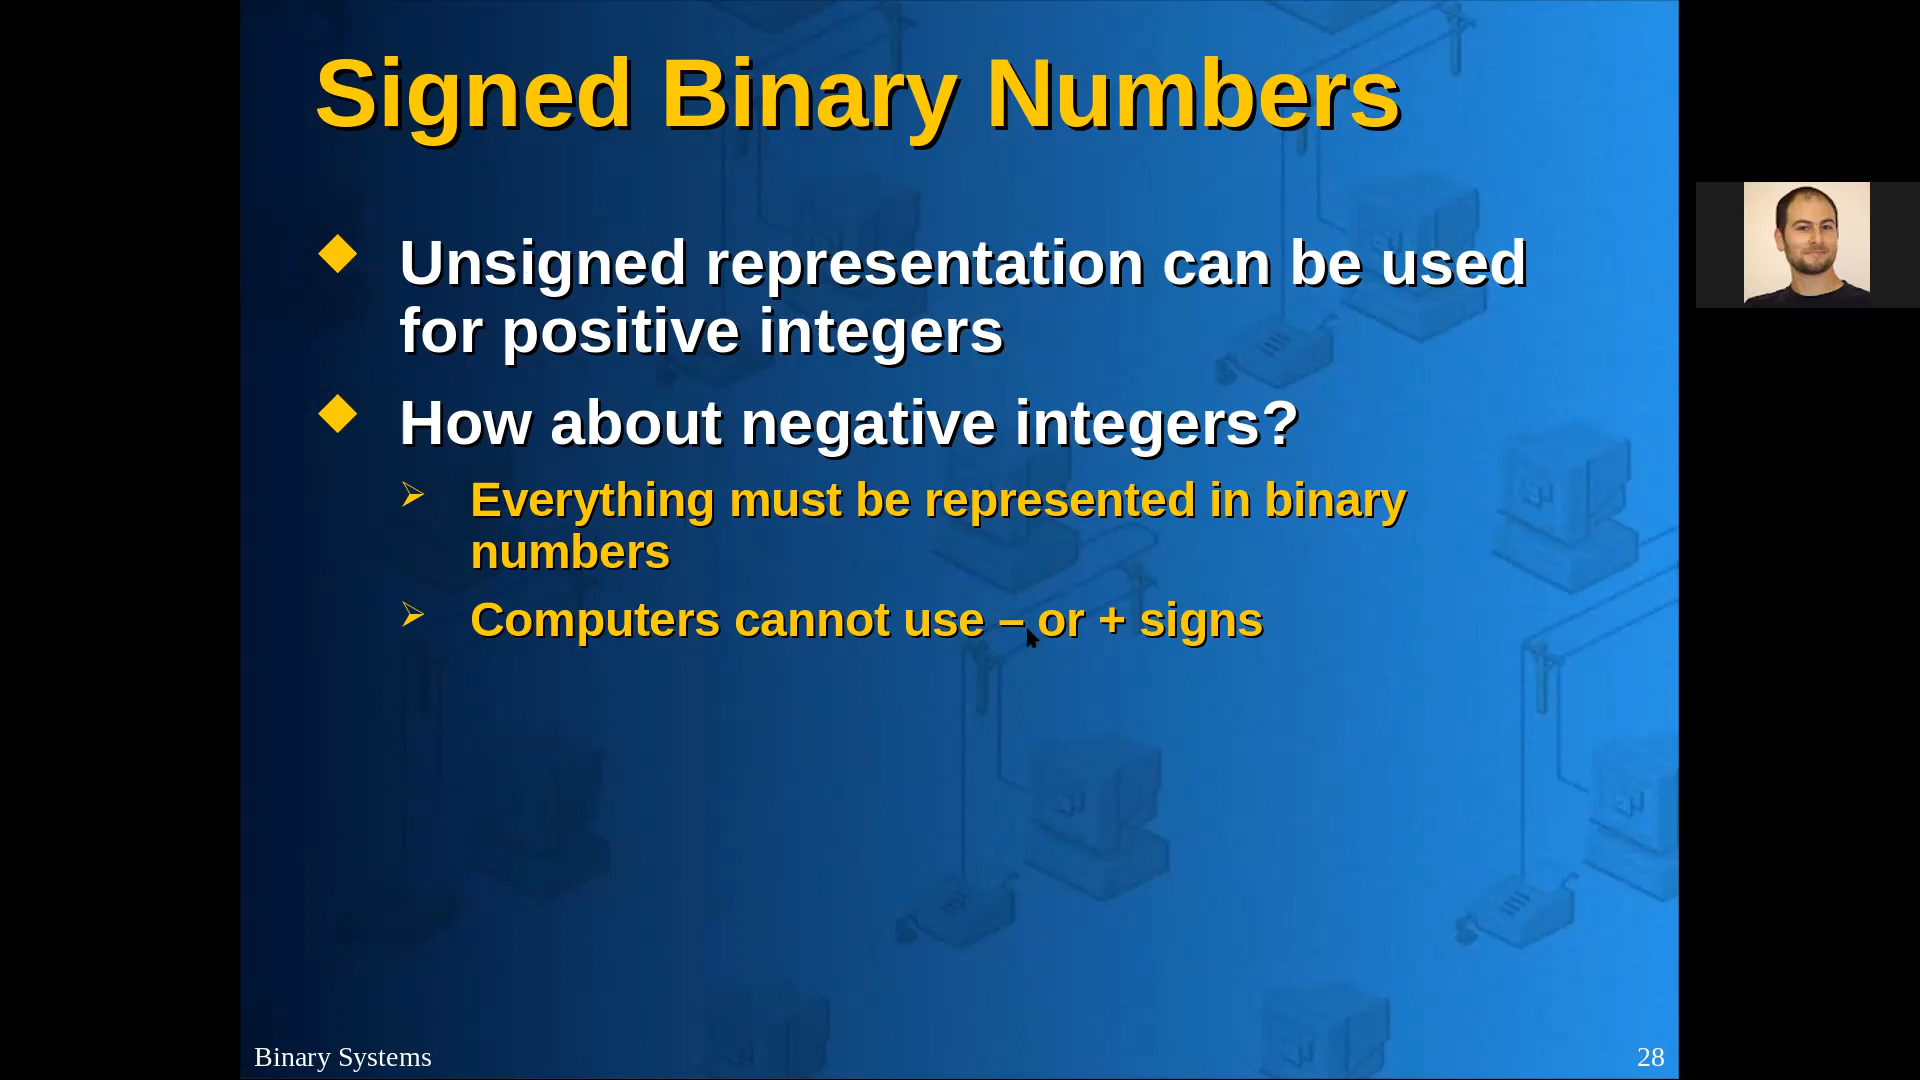 Signed Binary Numbers
Unsigned representation can be used
for positive integers
How about negative integers?
Everything must be represented in binary
numbers
Computers cannot use – or + signs
Binary Systems
28